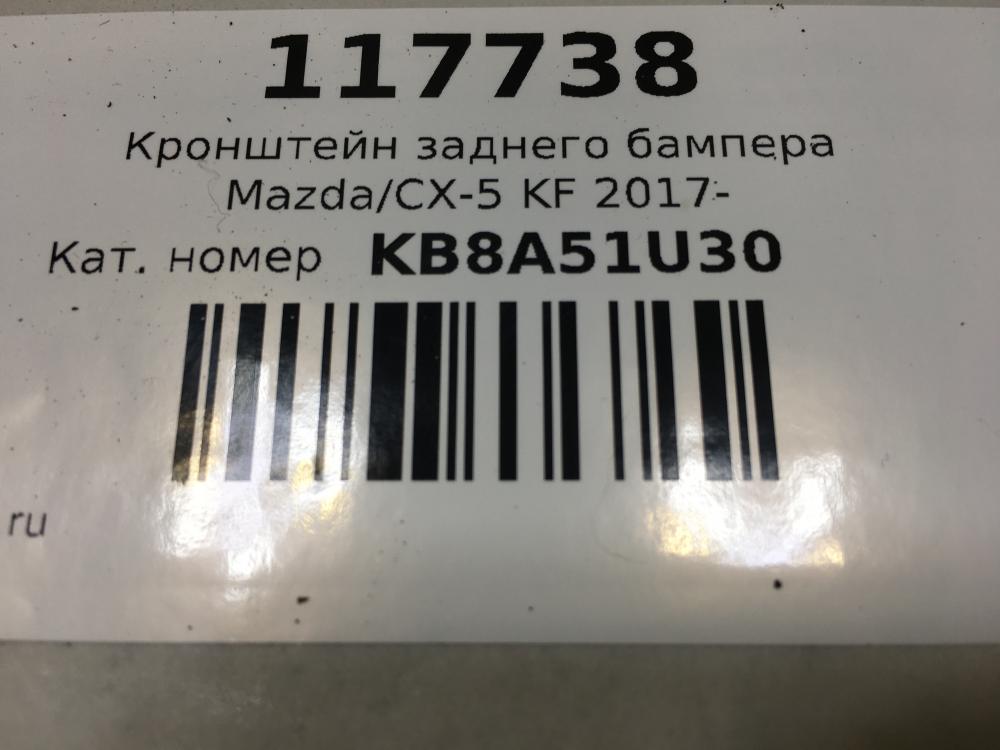 117738
Кронштейн заднего бампера
Mazda/CX-5 KF 2017-
Кат. номер KB8A51U30
ru